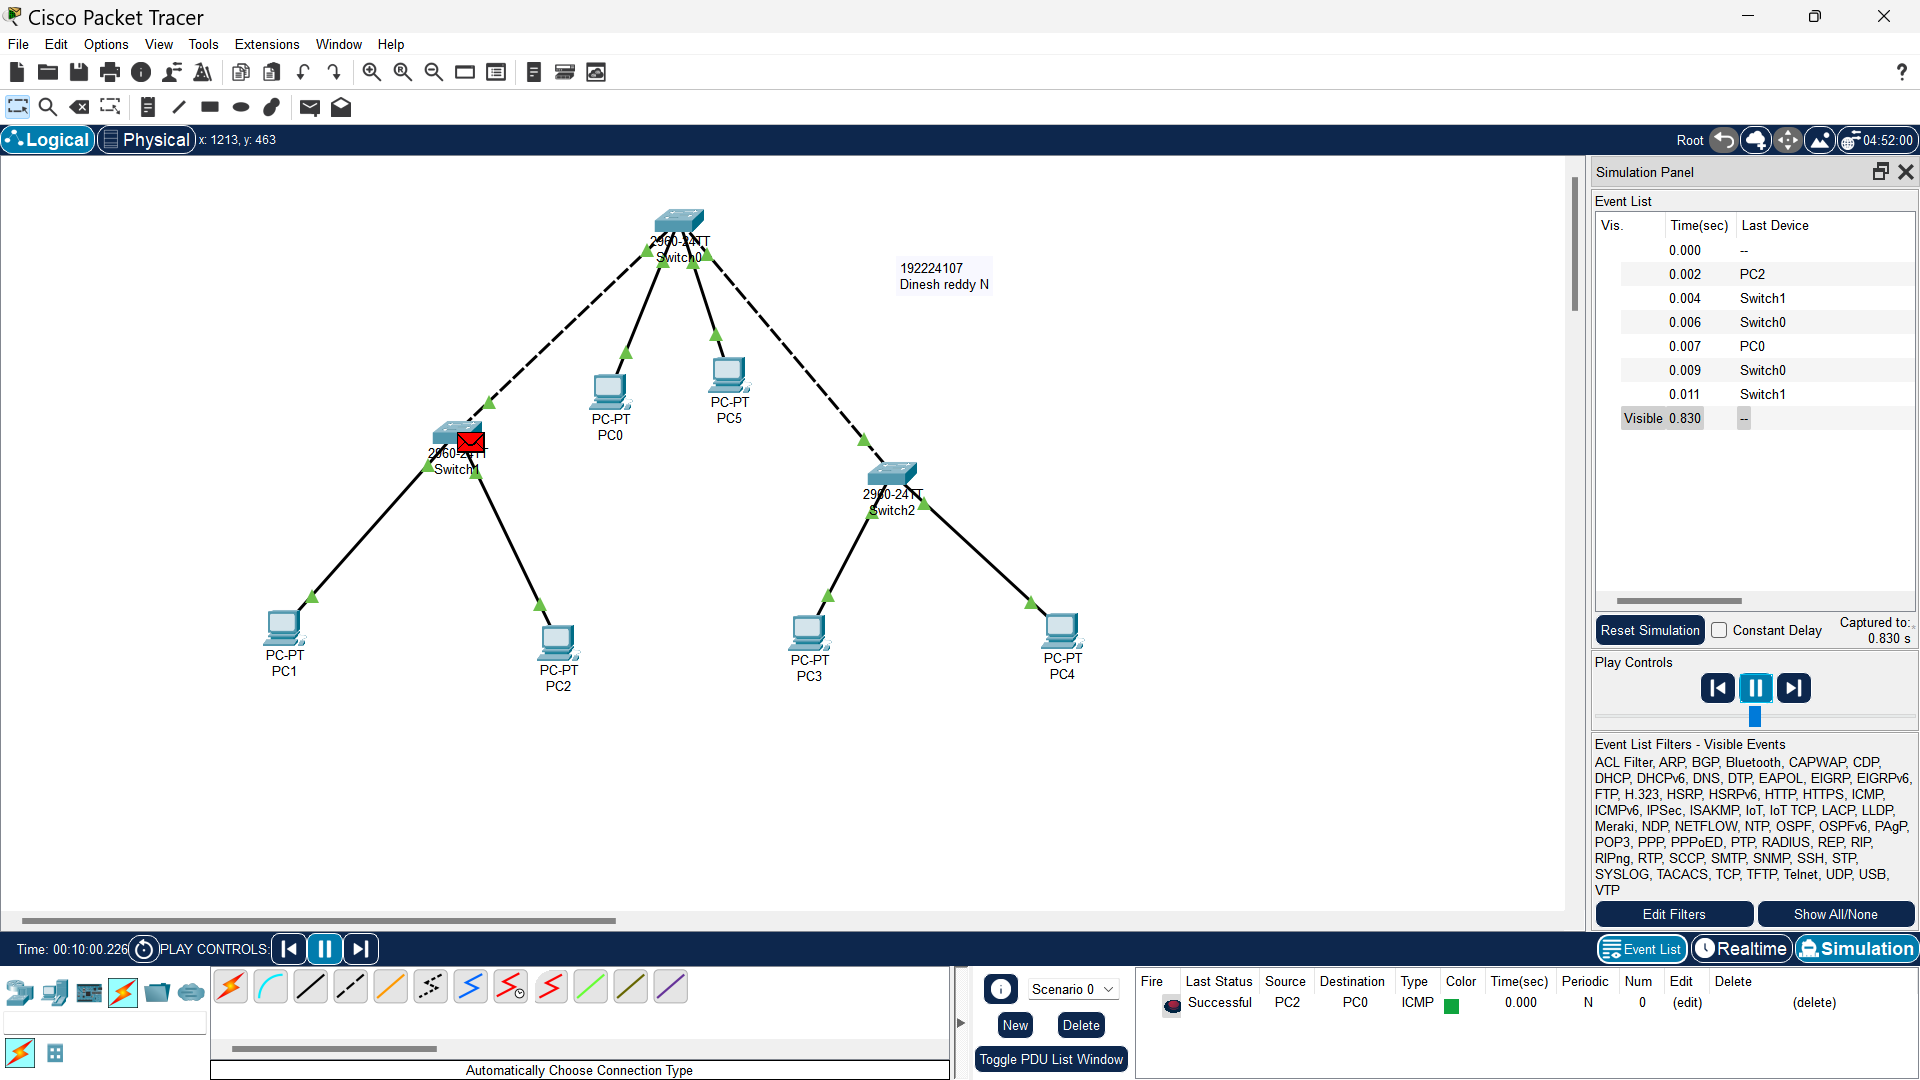 Cisco Packet Tracer
File Edit Options View Tools Extensions Window Help
?
Logical Physical x: 1213, y: 463
Root 04:52:00
2960-24TT
Switch0
192224107
Dinesh reddy N
PC-PT
PC0
PC-PT
PC5
2960-24TT
Switch1
2960-24TT
Switch2
PC-PT
PC1
PC-PT
PC2
PC-PT
PC3
PC-PT
PC4
Simulation Panel
Event List
Vis. Time(sec) Last Device
0.000 --
0.002 PC2
0.004 Switch1
0.006 Switch0
0.007 PC0
0.009 Switch0
0.011 Switch1
Visible 0.830 --
Reset Simulation Constant Delay Captured to:
0.830 s
Play Controls
Event List Filters - Visible Events
ACL Filter, ARP, BGP, Bluetooth, CAPWAP, CDP,
DHCP, DHCPv6, DNS, DTP, EAPOL, EIGRP, EIGRPv6,
FTP, H.323, HSRP, HSRPv6, HTTP, HTTPS, ICMP,
ICMPv6, IPSec, ISAKMP, IoT, IoT TCP, LACP, LLDP,
Meraki, NDP, NETFLOW, NTP, OSPF, OSPFv6, PAgP,
POP3, PPP, PPPoED, PTP, RADIUS, REP, RIP,
RIPng, RTP, SCCP, SMTP, SNMP, SSH, STP,
SYSLOG, TACACS, TCP, TFTP, Telnet, UDP, USB,
VTP
Edit Filters Show All/None
Time: 00:10:00.226 PLAY CONTROLS:
Event List Realtime Simulation
Automatically Choose Connection Type
Scenario 0
New Delete
Toggle PDU List Window
Fire Last Status Source Destination Type Color Time(sec) Periodic Num Edit Delete
Successful PC2 PC0 ICMP 0.000 N 0 (edit) (delete)